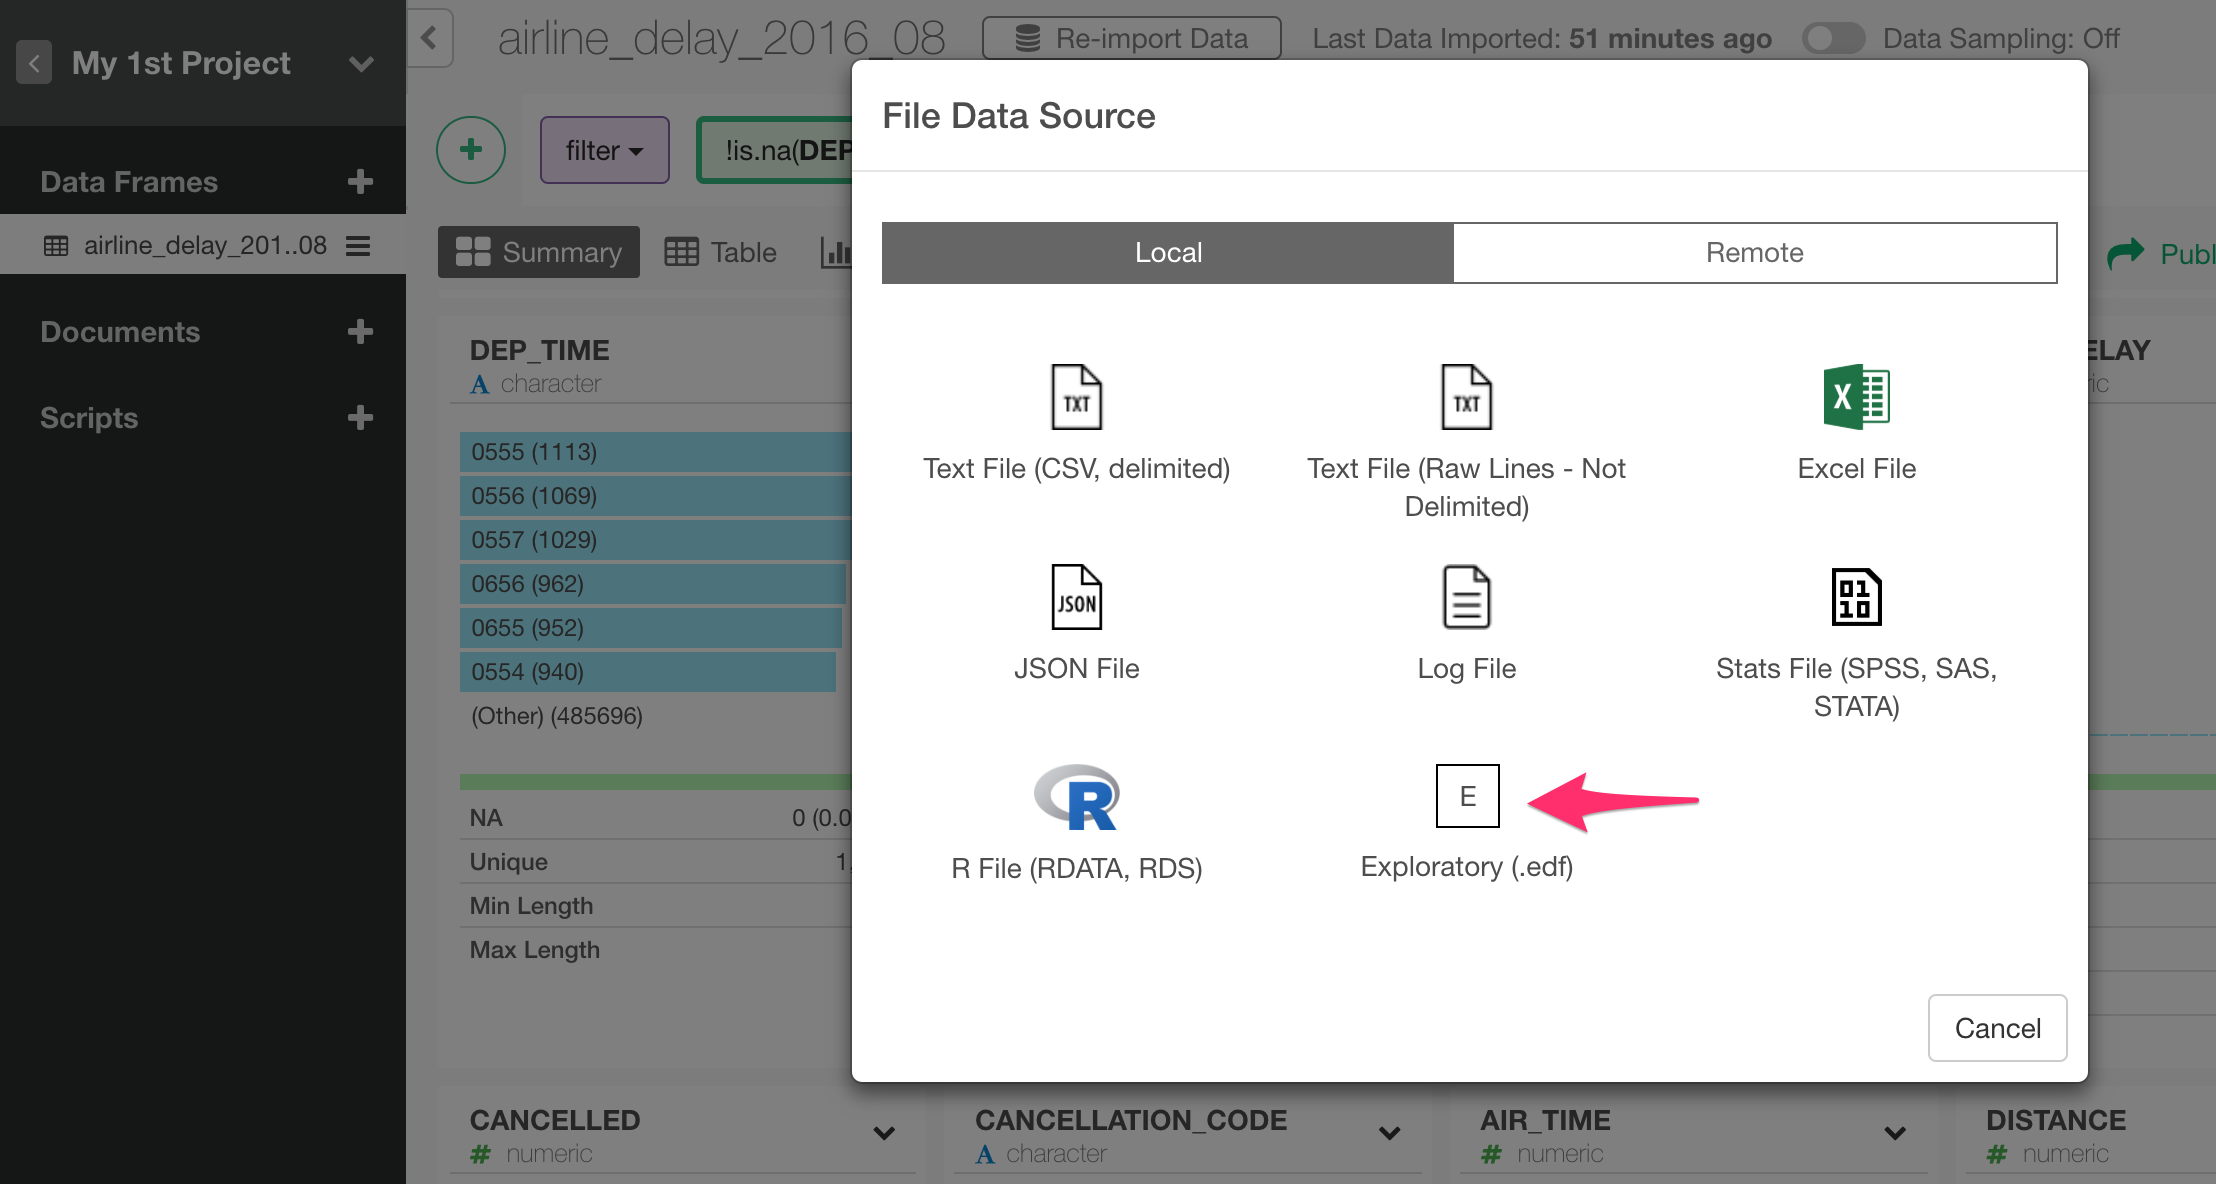 My 1st Project
airline_delay_2016_08
Re-import Data
Last Data Imported: 51 minutes ago
Data Sampling: Off
Data Frames
airline_delay_201..08
Documents
Scripts
filter
!is.na(DEP
Summary
Table
Publ
DEP_TIME
A character
0555 (1113)
0556 (1069)
0557 (1029)
0656 (962)
0655 (952)
0554 (940)
(Other) (485696)
NA 0 (0.0
Unique 1,
Min Length
Max Length
ELAY
ric
File Data Source
Local
Remote
TXT
Text File (CSV, delimited)
TXT
Text File (Raw Lines - Not
Delimited)
X
Excel File
JSON
JSON File
Log File
01
10
Stats File (SPSS, SAS,
STATA)
R
R File (RDATA, RDS)
E
Exploratory (.edf)
Cancel
CANCELLED
# numeric
CANCELLATION_CODE
A character
AIR_TIME
# numeric
DISTANCE
# numeric